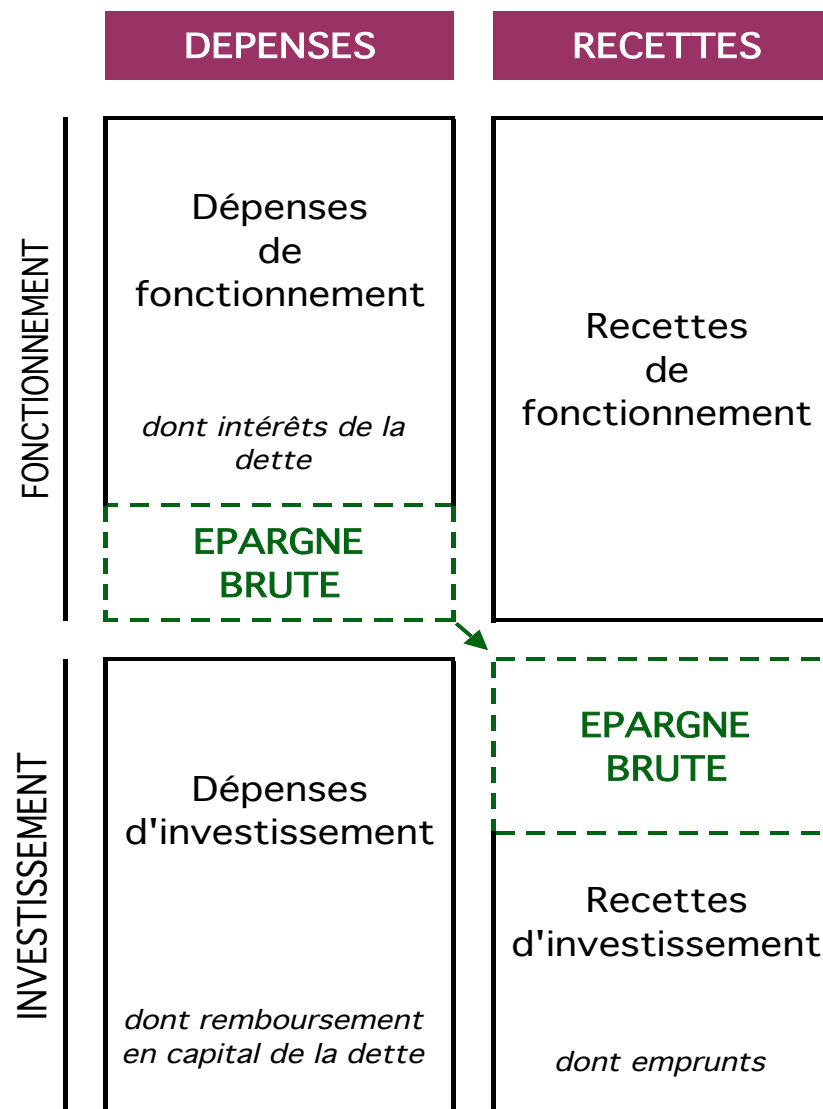 DEPENSES
RECETTES
FONCTIONNEMENT
Dépenses
de
fonctionnement
dont intérêts de la
dette
EPARGNE
BRUTE
Recettes
de
fonctionnement
INVESTISSEMENT
Dépenses
d'investissement
dont remboursement
en capital de la dette
EPARGNE
BRUTE
Recettes
d'investissement
dont emprunts